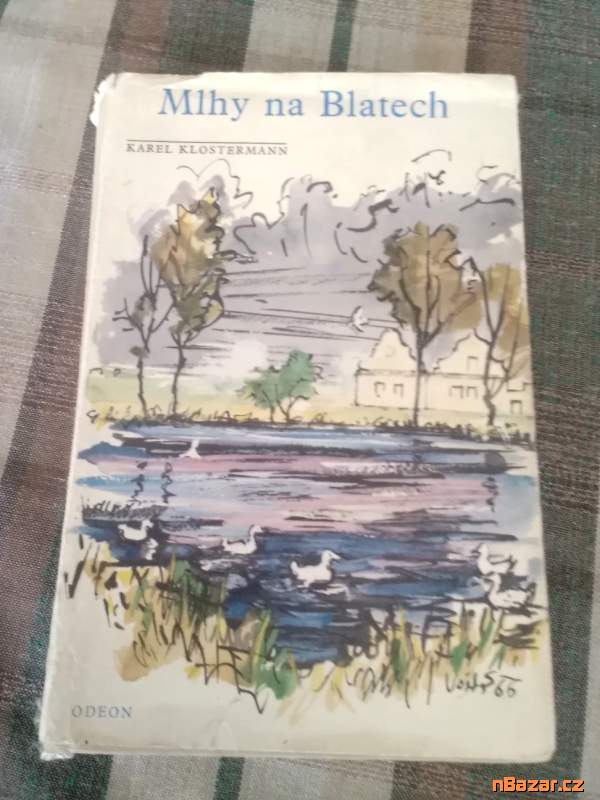 Mlhy na Blatech
KAREL KLOSTERMANN
ODEON
nBazar.cz